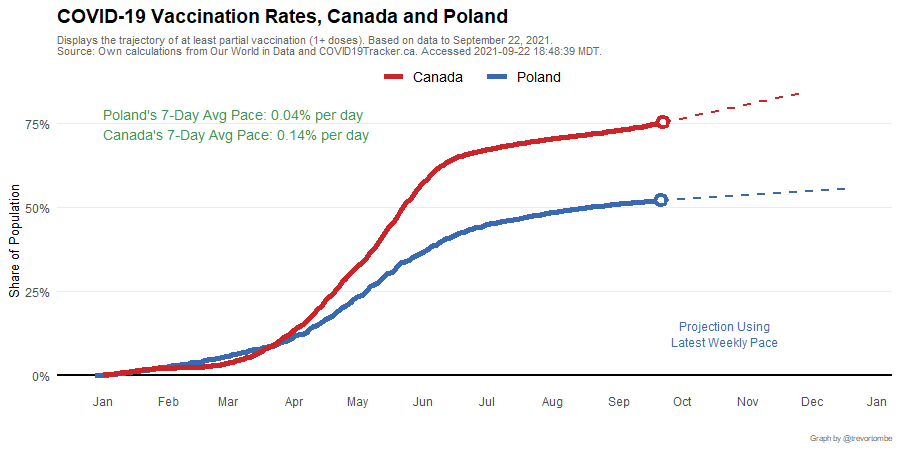 COVID-19 Vaccination Rates, Canada and Poland
Displays the trajectory of at least partial vaccination (1+ doses). Based on data to September 22, 2021.
Source: Own calculations from Our World in Data and COVID19Tracker.ca. Accessed 2021-09-22 18:48:39 MDT.
Canada Poland
Poland's 7-Day Avg Pace: 0.04% per day
Canada's 7-Day Avg Pace: 0.14% per day
Share of Population
75%
50%
25%
0%
Projection Using
Latest Weekly Pace
Jan Feb Mar Apr May Jun Jul Aug Sep Oct Nov Dec Jan
Graph by @trevortombe